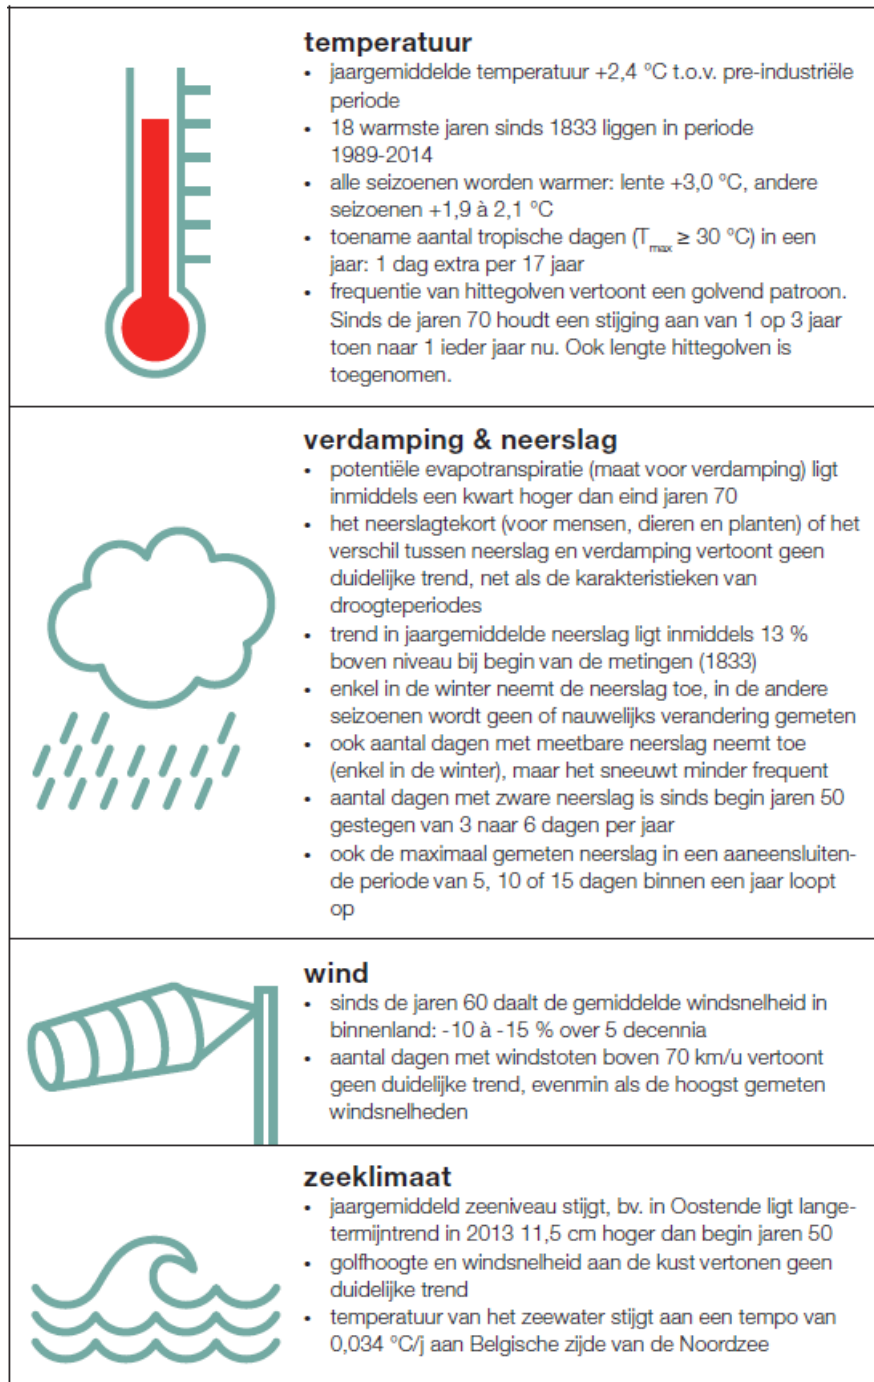 temperatuur
• jaargemiddelde temperatuur +2,4 °C t.o.v. pre-industriële
periode
• 18 warmste jaren sinds 1833 liggen in periode
1989-2014
• alle seizoenen worden warmer: lente +3,0 °C, andere
seizoenen +1,9 à 2,1 °C
• toename aantal tropische dagen (Tmax ≥ 30 °C) in een
jaar: 1 dag extra per 17 jaar
• frequentie van hittegolven vertoont een golvend patroon.
Sinds de jaren 70 houdt een stijging aan van 1 op 3 jaar
toen naar 1 ieder jaar nu. Ook lengte hittegolven is
toegenomen.
verdamping & neerslag
• potentiële evapotranspiratie (maat voor verdamping) ligt
inmiddels een kwart hoger dan eind jaren 70
• het neerslagtekort (voor mensen, dieren en planten) of het
verschil tussen neerslag en verdamping vertoont geen
duidelijke trend, net als de karakteristieken van
droogteperiodes
• trend in jaargemiddelde neerslag ligt inmiddels 13 %
boven niveau bij begin van de metingen (1833)
• enkel in de winter neemt de neerslag toe, in de andere
seizoenen wordt geen of nauwelijks verandering gemeten
• ook aantal dagen met meetbare neerslag neemt toe
(enkel in de winter), maar het sneeuwt minder frequent
• aantal dagen met zware neerslag is sinds begin jaren 50
gestegen van 3 naar 6 dagen per jaar
• ook de maximaal gemeten neerslag in een aaneensluiten-
de periode van 5, 10 of 15 dagen binnen een jaar loopt
op
wind
• sinds de jaren 60 daalt de gemiddelde windsnelheid in
binnenland: -10 à -15 % over 5 decennia
• aantal dagen met windstoten boven 70 km/u vertoont
geen duidelijke trend, evenmin als de hoogst gemeten
windsnelheden
zeeklimaat
• jaargemiddeld zeeniveau stijgt, bv. in Oostende ligt lange-
termijntrend in 2013 11,5 cm hoger dan begin jaren 50
• golfhoogte en windsnelheid aan de kust vertonen geen
duidelijke trend
• temperatuur van het zeewater stijgt aan een tempo van
0,034 °C/j aan Belgische zijde van de Noordzee